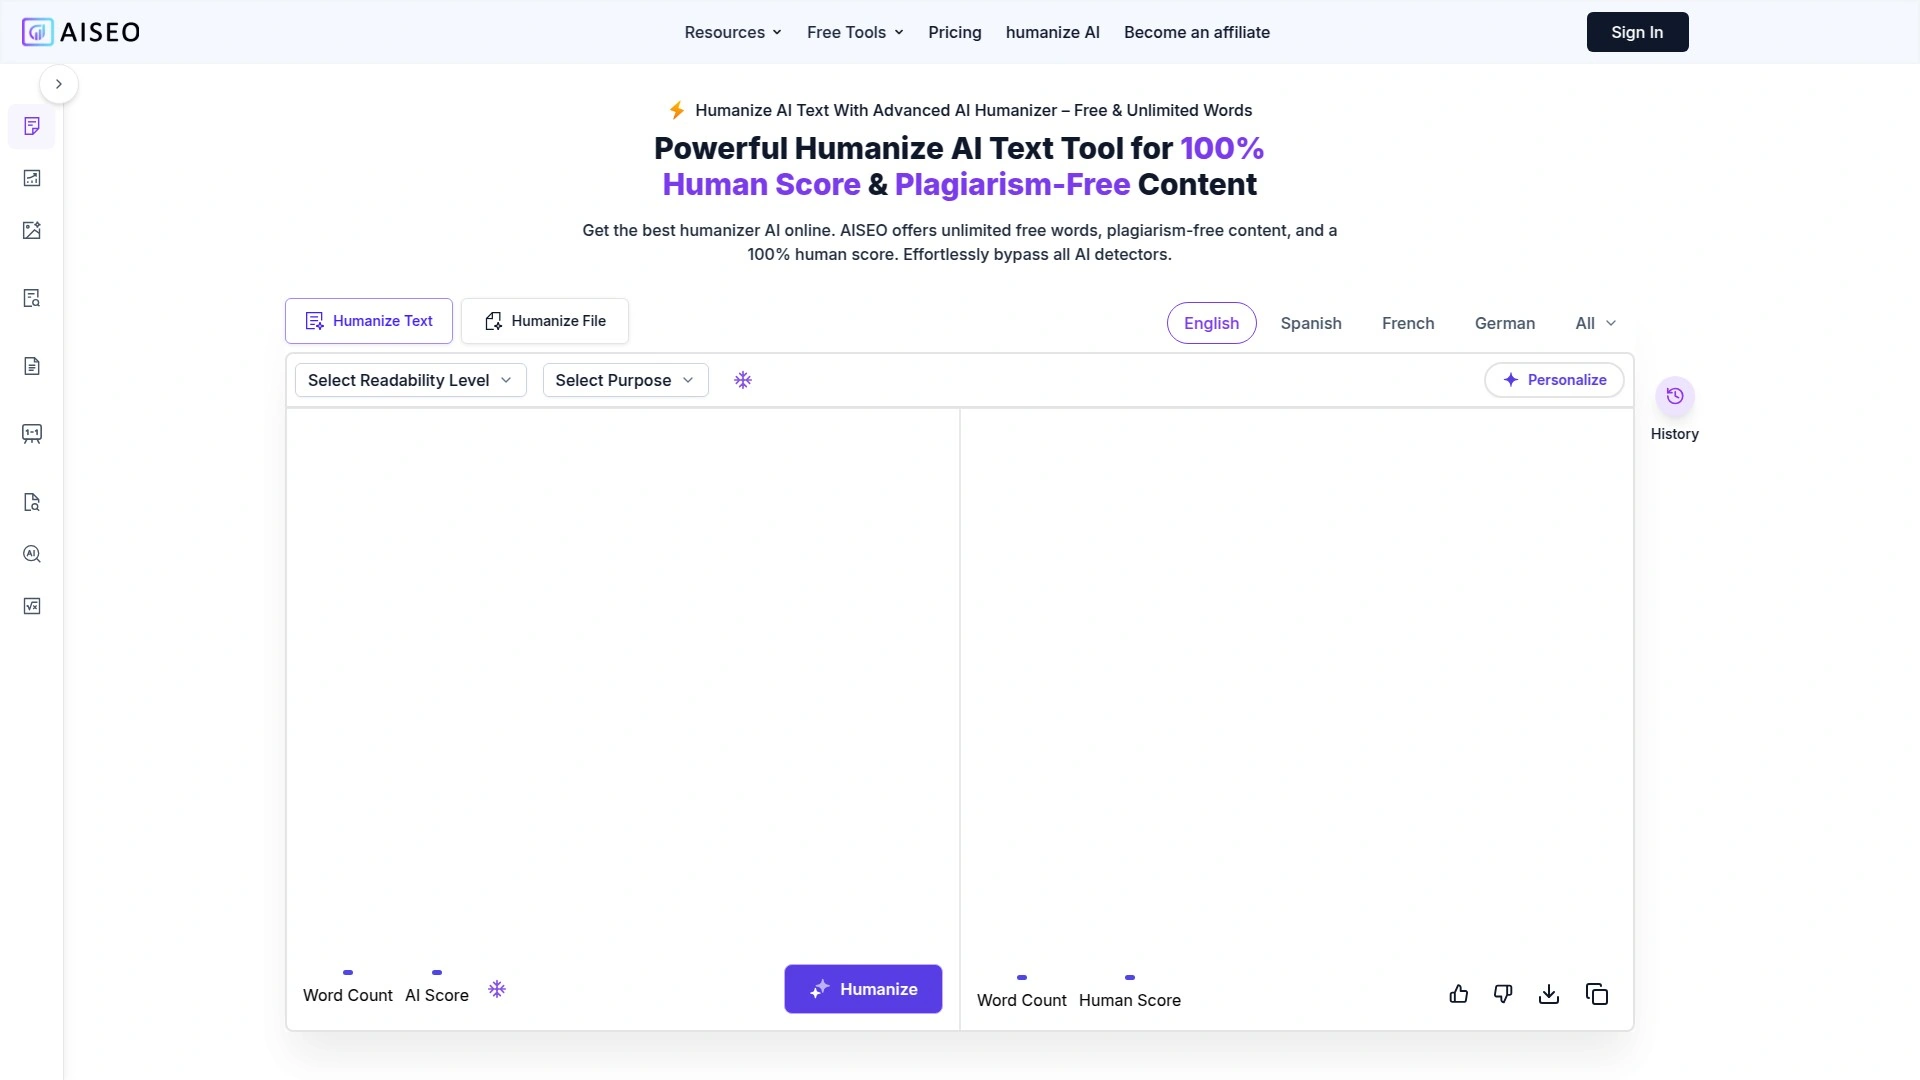 AISEO
Resources
Free Tools
Pricing
humanize AI
Become an affiliate
Sign In
Humanize AI Text With Advanced AI Humanizer – Free & Unlimited Words
Powerful Humanize AI Text Tool for 100%
Human Score & Plagiarism-Free Content
Get the best humanizer AI online. AISEO offers unlimited free words, plagiarism-free content, and a
100% human score. Effortlessly bypass all AI detectors.
Humanize Text
Humanize File
English
Spanish
French
German
All
Select Readability Level
Select Purpose
Personalize
History
Word Count
AI Score
Humanize
Word Count
Human Score